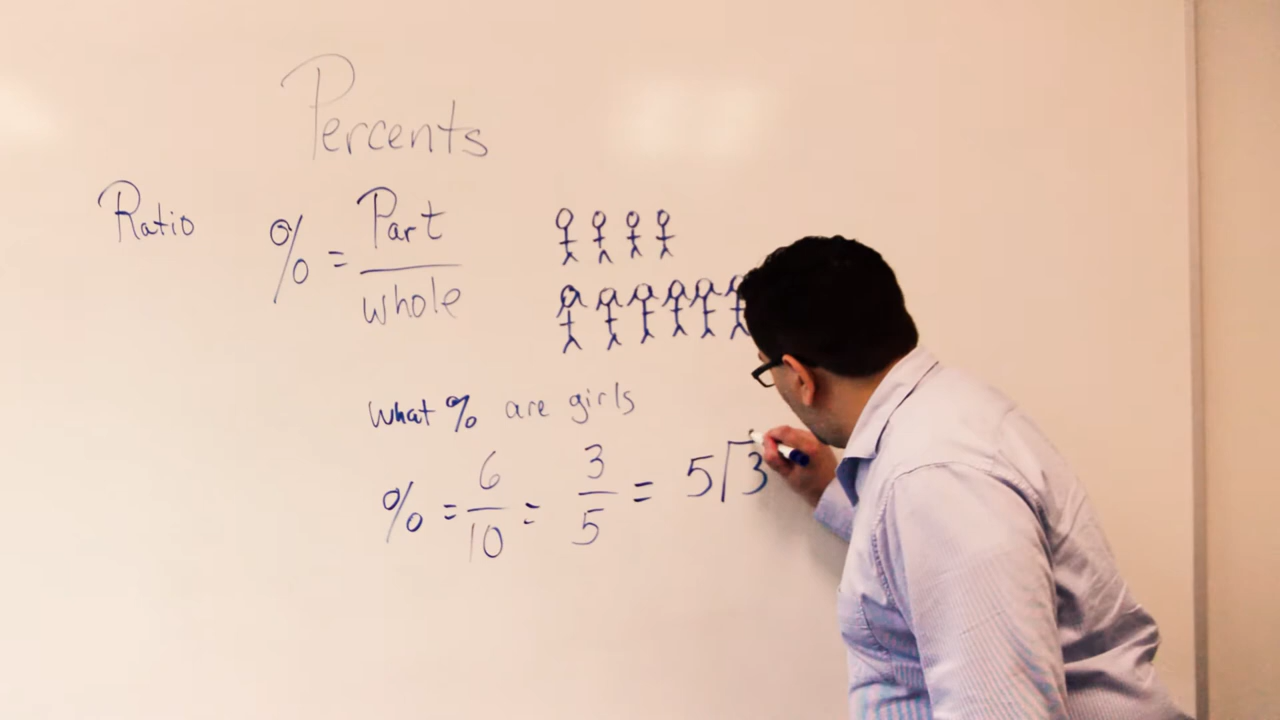 Percents
Ratio % = Part / whole
what % are girls
% = 6/10 = 3/5 = 5⟌3